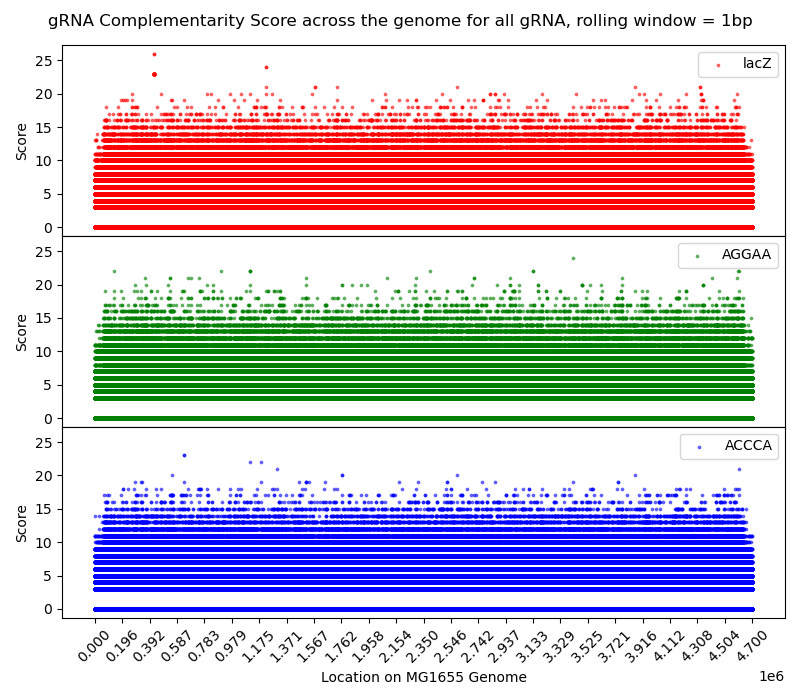 gRNA Complementarity Score across the genome for all gRNA, rolling window = 1bp
25
20
15
10
5
0
Score
lacZ
25
20
15
10
5
0
Score
AGGAA
25
20
15
10
5
0
Score
ACCCA
0.000 0.196 0.392 0.587 0.783 0.979 1.175 1.371 1.567 1.762 1.958 2.154 2.350 2.546 2.742 2.937 3.133 3.329 3.525 3.721 3.916 4.112 4.308 4.504 4.700
1e6
Location on MG1655 Genome